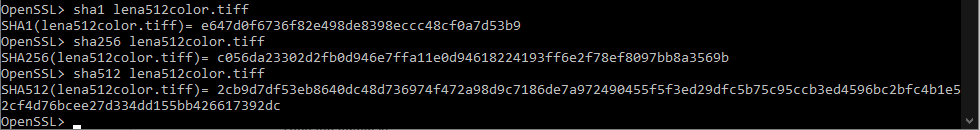 OpenSSL> sha1 lena512color.tiff
SHA1(lena512color.tiff)= e647d0f6736f82e498de8398eccc48cf0a7d53b9
OpenSSL> sha256 lena512color.tiff
SHA256(lena512color.tiff)= c056da23302d2fb0d946e7ffa11e0d94618224193ff6e2f78ef8097bb8a3569b
OpenSSL> sha512 lena512color.tiff
SHA512(lena512color.tiff)= 2cb9d7df53eb8640dc48d736974f472a98d9c7186de7a972490455f5f3ed29dfc5b75c95ccb3ed4596bc2bfc4b1e5
2cf4d76bcee27d334dd155bb426617392dc
OpenSSL>